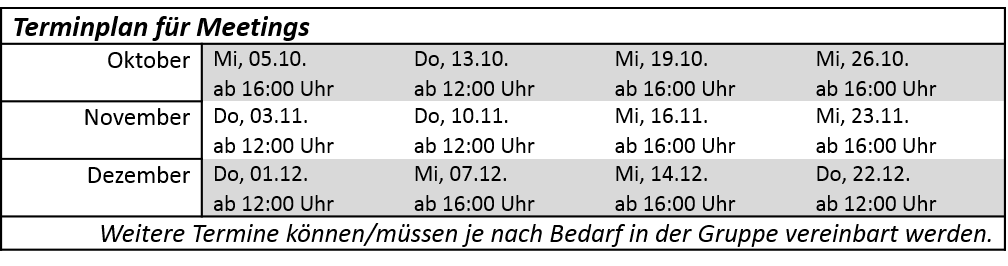 Terminplan für Meetings
Oktober Mi, 05.10. Do, 13.10. Mi, 19.10. Mi, 26.10.
ab 16:00 Uhr ab 12:00 Uhr ab 16:00 Uhr ab 16:00 Uhr
November Do, 03.11. Do, 10.11. Mi, 16.11. Mi, 23.11.
ab 12:00 Uhr ab 12:00 Uhr ab 16:00 Uhr ab 16:00 Uhr
Dezember Do, 01.12. Mi, 07.12. Mi, 14.12. Do, 22.12.
ab 12:00 Uhr ab 16:00 Uhr ab 16:00 Uhr ab 12:00 Uhr
Weitere Termine können/müssen je nach Bedarf in der Gruppe vereinbart werden.